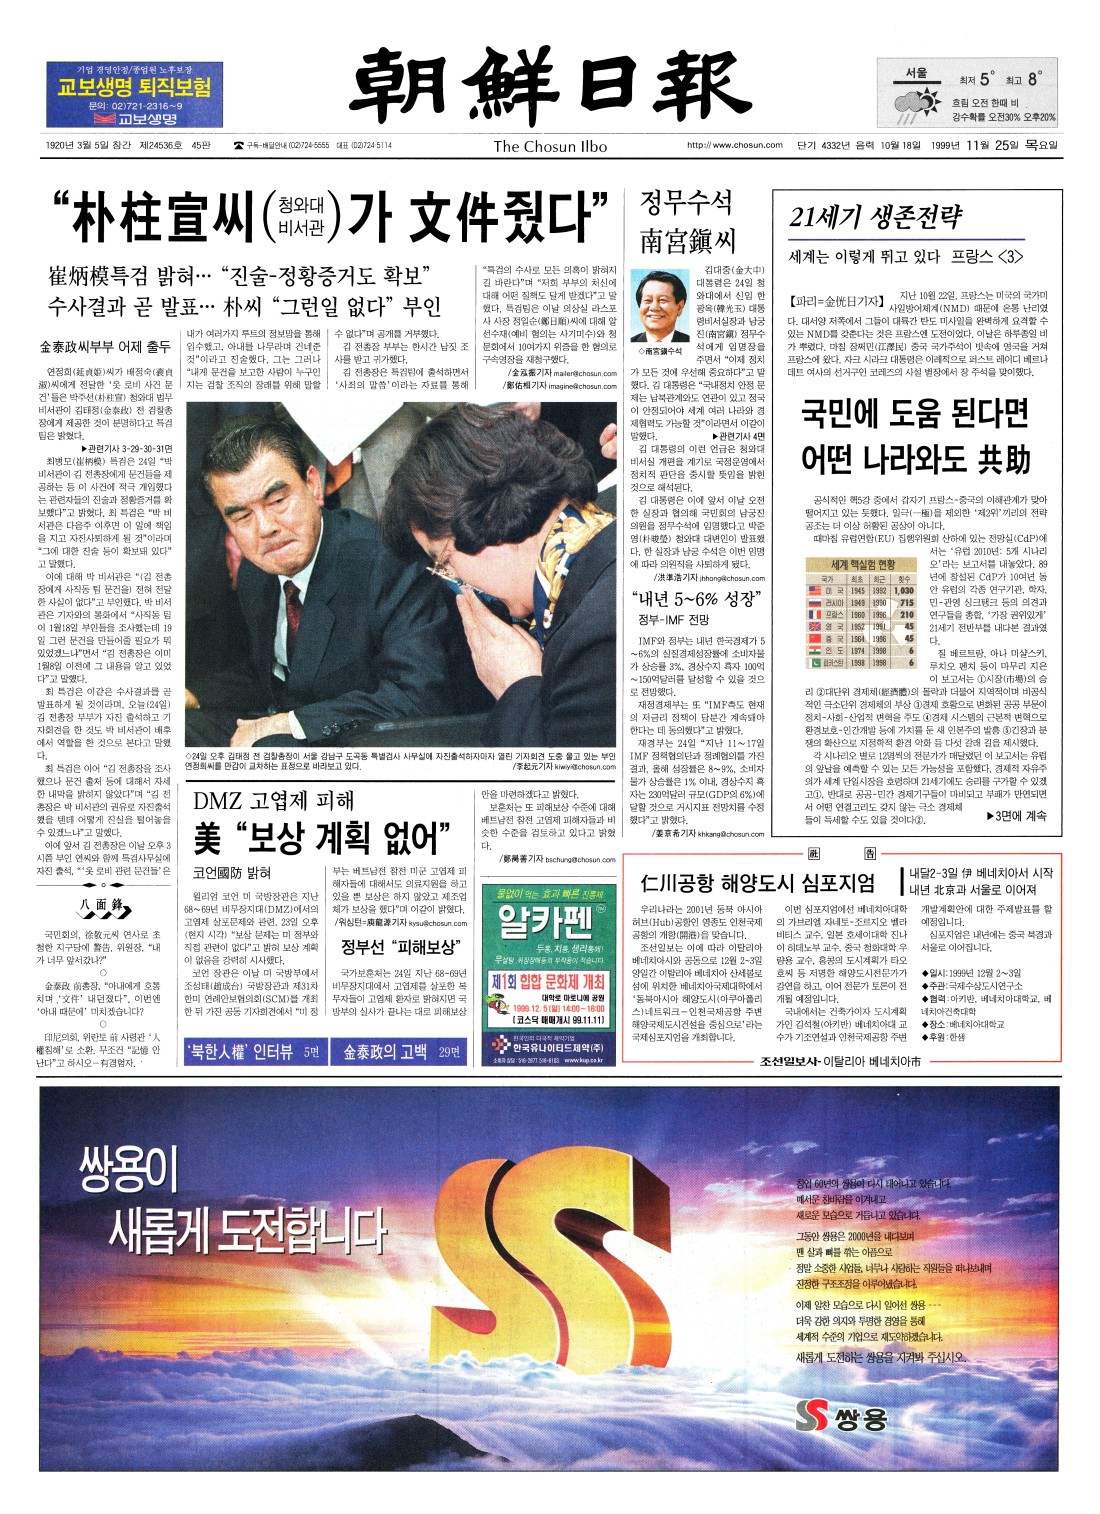 기업 경영안정/종업원 노후보장
교보생명 퇴직보험
문의: 02)721-2316~9
교보생명
朝鮮日報
서울
최저 5° 최고 8°
흐림 오전 한때 비
강수확률 오전30% 오후20%
1920년 3월 5일 창간 제24536호 45판
☎ 구독·배달안내 (02)724-5555 대표 (02)724-5114
The Chosun Ilbo
http://www.chosun.com
단기 4332년 음력 10월 18일 1999년 11월 25일 목요일
“朴柱宣씨(청와대 비서관)가 文件줬다”
崔炳模특검 밝혀… “진술-정황증거도 확보”
수사결과 곧 발표… 朴씨 “그런일 없다” 부인
金泰政씨부부 어제 출두
연정희(延貞姬)씨가 배정숙(裵貞
淑)씨에게 전달한 ‘옷 로비 사건 문
건’들은 박주선(朴柱宣) 청와대 법무
비서관이 김태정(金泰政) 전 검찰총
장에게 제공한 것이 분명하다고 특검
팀은 밝혔다.
▶관련기사 3·29·30·31면
최병모(崔炳模) 특검은 24일 “박
비서관이 김 전총장에게 문건들을 제
공하는 등 이 사건에 적극 개입했다
는 관련자들의 진술과 정황증거를 확
보했다”고 밝혔다. 최 특검은 “박 비
서관은 다음주 이후면 이 일에 책임
을 지고 자진사퇴하게 될 것”이라며
“그에 대한 진술 등이 확보돼 있다”
고 말했다.
이에 대해 박 비서관은 “(김 전총
장에게 사직동 팀 문건을) 전혀 전달
한 사실이 없다”고 부인했다. 박 비서
관은 기자와의 통화에서 “사직동 팀
이 1월18일 부인들을 조사했는데 19
일 그런 문건을 만들어줄 필요가 뭐
있었겠느냐”면서 “김 전총장은 이미
1월8일 이전에 그 내용을 알고 있었
다”고 말했다.
최 특검은 이같은 수사결과를 곧
발표하게 될 것이라며, 오늘(24일)
김 전총장 부부가 자진 출석하고 기
자회견을 한 것도 박 비서관이 배후
에서 역할을 한 것으로 본다고 말했
다.
최 특검은 이어 “김 전총장을 조사
했으나 문건 출처 등에 대해서 자세
한 내막을 밝히지 않았다”며 “김 전
총장은 박 비서관의 권유로 자진출석
했을 텐데 어떻게 진실을 털어놓을
수 있겠느냐”고 말했다.
이에 앞서 김 전총장은 이날 오후 3
시쯤 부인 연씨와 함께 특검사무실에
자진 출석, “‘옷 로비 관련 문건들’은
내가 여러가지 루트의 정보망을 통해
입수했고, 아내를 나무라며 건네준
것”이라고 진술했다. 그는 그러나
“내게 문건을 보고한 사람이 누구인
지는 검찰 조직의 장래를 위해 말할
수 없다”며 공개를 거부했다.
김 전총장 부부는 한시간 남짓 조
사를 받고 귀가했다.
김 전총장은 특검팀에 출석하면서
‘사죄의 말씀’이라는 자료를 통해
“특검의 수사로 모든 의혹이 밝혀지
길 바란다”며 “저희 부부의 처신에
대해 어떤 질책도 달게 받겠다”고 말
했다. 특검팀은 이날 의상실 라스포
사 사장 정일순(鄭日順)씨에 대해 알
선수재(예비 혐의는 사기미수)와 청
문회에서 10여가지 위증을 한 혐의로
구속영장을 재청구했다.
/金泓振기자 mailer@chosun.com
/鄭佑相기자 imagine@chosun.com
◇24일 오후 김태정 전 검찰총장이 서울 강남구 도곡동 특별검사 사무실에 자진출석하자마자 열린 기자회견 도중 울고 있는 부인
연정희씨를 만감이 교차하는 표정으로 바라보고 있다. /李起元기자 kiwiyi@chosun.com
정무수석
南宮鎭씨
◇南宮鎭수석
김대중(金大中)
대통령은 24일 청
와대에서 신임 한
광옥(韓光玉) 대통
령비서실장과 남궁
진(南宮鎭) 정무수
석에게 임명장을
주면서 “이제 정치
가 모든 것에 우선해 중요하다”고 말
했다. 김 대통령은 “국내정치 안정 문
제는 남북관계와도 연관이 있고 정국
이 안정되어야 세계 여러 나라와 경
제협력도 가능할 것”이라면서 이같이
말했다. ▶관련기사 4면
김 대통령의 이런 언급은 청와대
비서실 개편을 계기로 국정운영에서
정치적 판단을 중시할 뜻임을 밝힌
것으로 해석된다.
김 대통령은 이에 앞서 이날 오전
한 실장과 협의해 국민회의 남궁진
의원을 정무수석에 임명했다고 박준
영(朴晙瑩) 청와대 대변인이 발표했
다. 한 실장과 남궁 수석은 이번 임명
에 따라 의원직을 사퇴하게 됐다.
/洪準浩기자 jhhong@chosun.com
“내년 5~6% 성장”
정부-IMF 전망
IMF와 정부는 내년 한국경제가 5
~6%의 실질경제성장률에 소비자물
가 상승률 3%, 경상수지 흑자 100억
~150억달러를 달성할 수 있을 것으
로 전망했다.
재정경제부는 또 “IMF측도 현재
의 저금리 정책이 당분간 계속돼야
한다는 데 동의했다”고 밝혔다.
재경부는 24일 “지난 11~17일
IMF 정책협의단과 정례협의를 가진
결과, 올해 성장률은 8~9%, 소비자
물가 상승률은 1% 이내, 경상수지 흑
자는 230억달러 규모(GDP의 6%)에
달할 것으로 거시지표 전망치를 수정
했다”고 밝혔다.
/姜京希기자 khkang@chosun.com
21세기 생존전략
세계는 이렇게 뛰고 있다 프랑스 <3>
【파리=金侊日기자】 지난 10월 22일, 프랑스는 미국의 국가미
사일방어체계(NMD) 때문에 온통 난리였
다. 대서양 저쪽에서 그들이 대륙간 탄도 미사일을 완벽하게 요격할 수
있는 NMD를 갖춘다는 것은 프랑스엔 도전이었다. 이날은 하루종일 비
가 뿌렸다. 마침 장쩌민(江澤民) 중국 국가주석이 빗속에 영국을 거쳐
프랑스에 왔다. 자크 시라크 대통령은 이례적으로 퍼스트 레이디 베르나
데트 여사의 선거구인 코레즈의 사설 별장에서 장 주석을 맞이했다.
국민에 도움 된다면
어떤 나라와도 共助
공식적인 핵5강 중에서 갑자기 프랑스-중국의 이해관계가 맞아
떨어지고 있는 듯했다. 일극(一極)을 제외한 ‘제2위’끼리의 전략
공조는 더 이상 허황된 공상이 아니다.
때마침 유럽연합(EU) 집행위원회 산하에 있는 전망실(CdP)에
서는 ‘유럽 2010년: 5개 시나리
오’라는 보고서를 내놓았다. 89
년에 창설된 CdP가 10여년 동
안 유럽의 각종 연구기관, 학자,
민-관영 싱크탱크 등의 의견과
연구들을 총합, ‘가장 권위있게’
21세기 전반부를 내다본 결과였
다.
질 베르트랑, 아나 미샬스키,
루치오 펜치 등이 마무리 지은
이 보고서는 ①시장(市場)의 승
리 ②대단위 경제체(經濟體)의 몰락과 더불어 지역적이며 비공식
적인 극소단위 경제체의 부상 ③경제 호황으로 변화된 공공 부문이
정치-사회-산업적 변혁을 주도 ④경제 시스템의 근본적 변혁으로
환경보호-인간개발 등에 가치를 둔 새 인본주의 발흥 ⑤긴장과 분
쟁의 확산으로 지정학적 환경 악화 등 다섯 갈래 길을 제시했다.
각 시나리오 별로 12명씩의 전문가가 매달렸던 이 보고서는 유럽
의 앞날을 예측할 수 있는 모든 가능성을 포함했다. 경제적 자유주
의가 세계 단일시장을 호령하며 21세기에도 승리를 구가할 수 있겠
고①, 반대로 공공-민간 경제기구들이 마비되고 부패가 만연되면
서 어떤 연결고리도 갖지 않는 극소 경제체
들이 득세할 수도 있을 것이다②. ▶3면에 계속
세계 핵실험 현황
국가 최초 최근 횟수
미 국 1945 1992 1,030
러시아 1949 1990 715
프랑스 1960 1996 210
영 국 1952 1991 45
중 국 1964 1996 45
인 도 1974 1998 6
파키스탄 1998 1998 6
DMZ 고엽제 피해
美 “보상 계획 없어”
코언國防 밝혀
윌리엄 코언 미 국방장관은 지난
68~69년 비무장지대(DMZ)에서의
고엽제 살포문제와 관련, 23일 오후
(현지 시각) “보상 문제는 미 정부와
직접 관련이 없다”고 밝혀 보상 계획
이 없음을 강력히 시사했다.
코언 장관은 이날 미 국방부에서
조성태(趙成台) 국방장관과 제31차
한미 연례안보협의회(SCM)를 개최
한 뒤 가진 공동 기자회견에서 “미 정
부는 베트남전 참전 미군 고엽제 피
해자들에 대해서도 의료지원을 하고
있을 뿐 보상은 하지 않았고 제조업
체가 보상을 했다”며 이같이 밝혔다.
/워싱턴=庾龍源기자 kysu@chosun.com
정부선 “피해보상”
국가보훈처는 24일 지난 68~69년
비무장지대에서 고엽제를 살포한 복
무자들이 고엽제 환자로 밝혀지면 국
방부의 실사가 끝나는 대로 피해보상
안을 마련하겠다고 밝혔다.
보훈처는 또 피해보상 수준에 대해
베트남전 참전 고엽제 피해자들과 비
슷한 수준을 검토하고 있다고 밝혔
다.
/鄭萬善기자 bschung@chosun.com
八面鋒
국민회의, 徐敬元씨 연사로 초
청한 지구당에 警告. 위원장, “내
가 너무 앞서갔나?”
○
金泰政 前총장, “아내에게 호통
치며 , ‘文件’ 내던졌다”. 이번엔
‘아내 때문에’ 미치겠습니까?
○
印尼의회, 위란토 前 사령관 ‘人
權침해’로 소환. 무조건 “記憶 안
난다”고 하시오-有경험자.
‘북한人權’ 인터뷰 5면
金泰政의 고백 29면
물없이 먹는 효과 빠른 진통제
알카펜
두통, 치통, 생리통에!
제1회 힙합 문화제 개최
대학로 마로니에 공원
1999.12.5(일) 14:00~16:00
(코스닥 매매개시 99.11.11)
한국인의 다국적 제약기업
한국유나이티드제약(주)
www.kup.co.kr
社告
仁川공항 해양도시 심포지엄
내달2-3일 伊 베네치아서 시작
내년 北京과 서울로 이어져
우리나라는 2001년 동북 아시아
허브(Hub)공항인 영종도 인천국제
공항의 개항(開港)을 맞습니다.
조선일보는 이에 따라 이탈리아
베네치아시와 공동으로 12월 2~3일
양일간 이탈리아 베네치아 산세블로
섬에 위치한 베네치아국제대학에서
‘동북아시아 해양도시(아쿠아폴리
스)네트워크-인천국제공항 주변
해양국제도시건설을 중심으로’라는
국제심포지엄을 개최합니다.
이번 심포지엄에선 베네치아대학
의 가브리엘 자네토·조르지오 벨라
비티스 교수, 일본 호세이대학 진나
이 히데노부 교수, 중국 청화대학 우
량용 교수, 홍콩의 도시계획가 타오
호씨 등 저명한 해양도시전문가가
강연을 하고, 이어 전문가 토론이 전
개될 예정입니다.
국내에서는 건축가이자 도시계획
가인 김석철(아키반) 베네치아대 교
수가 기조연설과 인천국제공항 주변
개발계획안에 대한 주제발표를 할
예정입니다.
심포지엄은 내년에는 중국 북경과
서울로 이어집니다.
◆일시:1999년 12월 2~3일
◆주관:국제수상도시연구소
◆협력:아키반, 베네치아대학교, 베
네치아건축대학
◆장소:베네치아대학교
◆후원:한샘
조선일보사·이탈리아 베네치아市
쌍용이
새롭게 도전합니다
창업 60년의 쌍용이 다시 태어나고 있습니다.
매서운 찬바람을 이겨내고
새로운 모습으로 거듭나고 있습니다.
그동안 쌍용은 2000년을 내다보며
맨 살과 뼈를 깎는 아픔으로
정말 소중한 사업들, 너무나 사랑하는 직원들을 떠나보내며
진정한 구조조정을 이루어냈습니다.
이제 알찬 모습으로 다시 일어선 쌍용 ---
더욱 강한 의지와 투명한 경영을 통해
세계적 수준의 기업으로 재도약하겠습니다.
새롭게 도전하는 쌍용을 지켜봐 주십시오.
쌍용